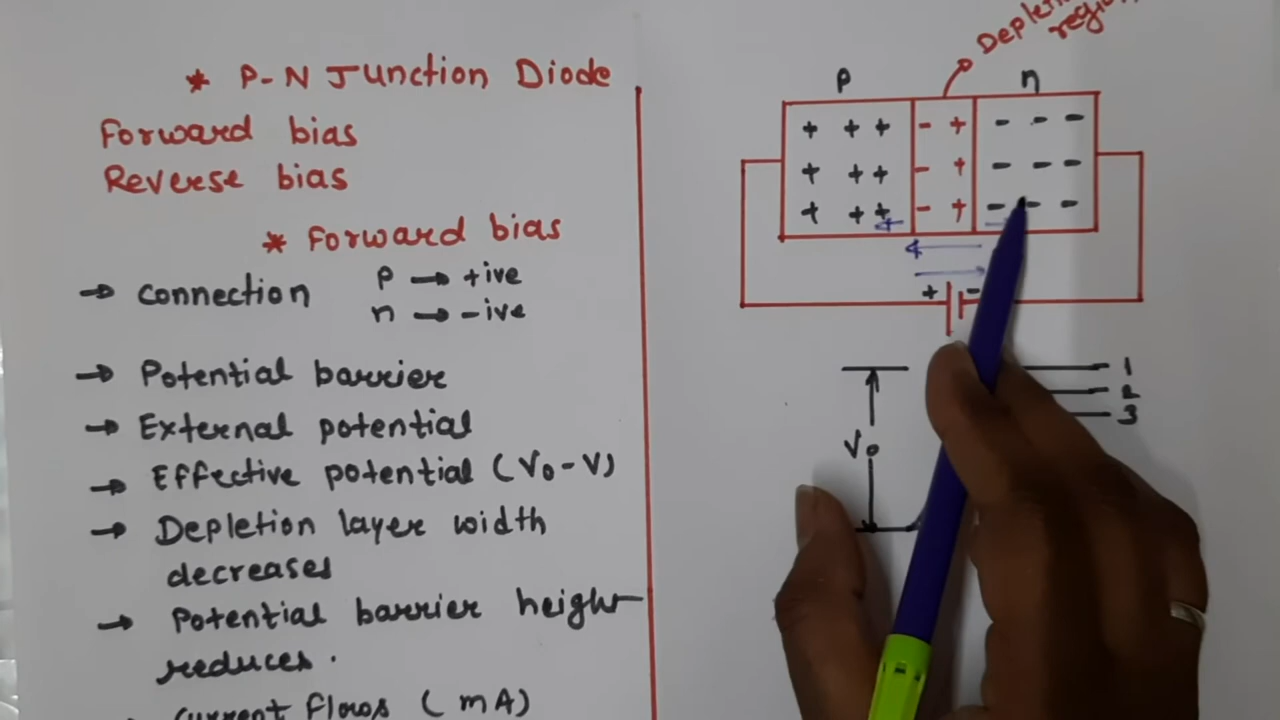 * P-N Junction Diode
Forward bias
Reverse bias
* Forward bias
→ Connection P → +ive
n → -ive
→ Potential barrier
→ External potential
→ Effective potential (V₀-V)
→ Depletion layer width
decreases
→ Potential barrier height
reduces.
Current flows (mA)
region
P
n
+ + + - + - - -
+ + + - + - - -
+ + + - + - - -
+ -
1
2
3
V₀